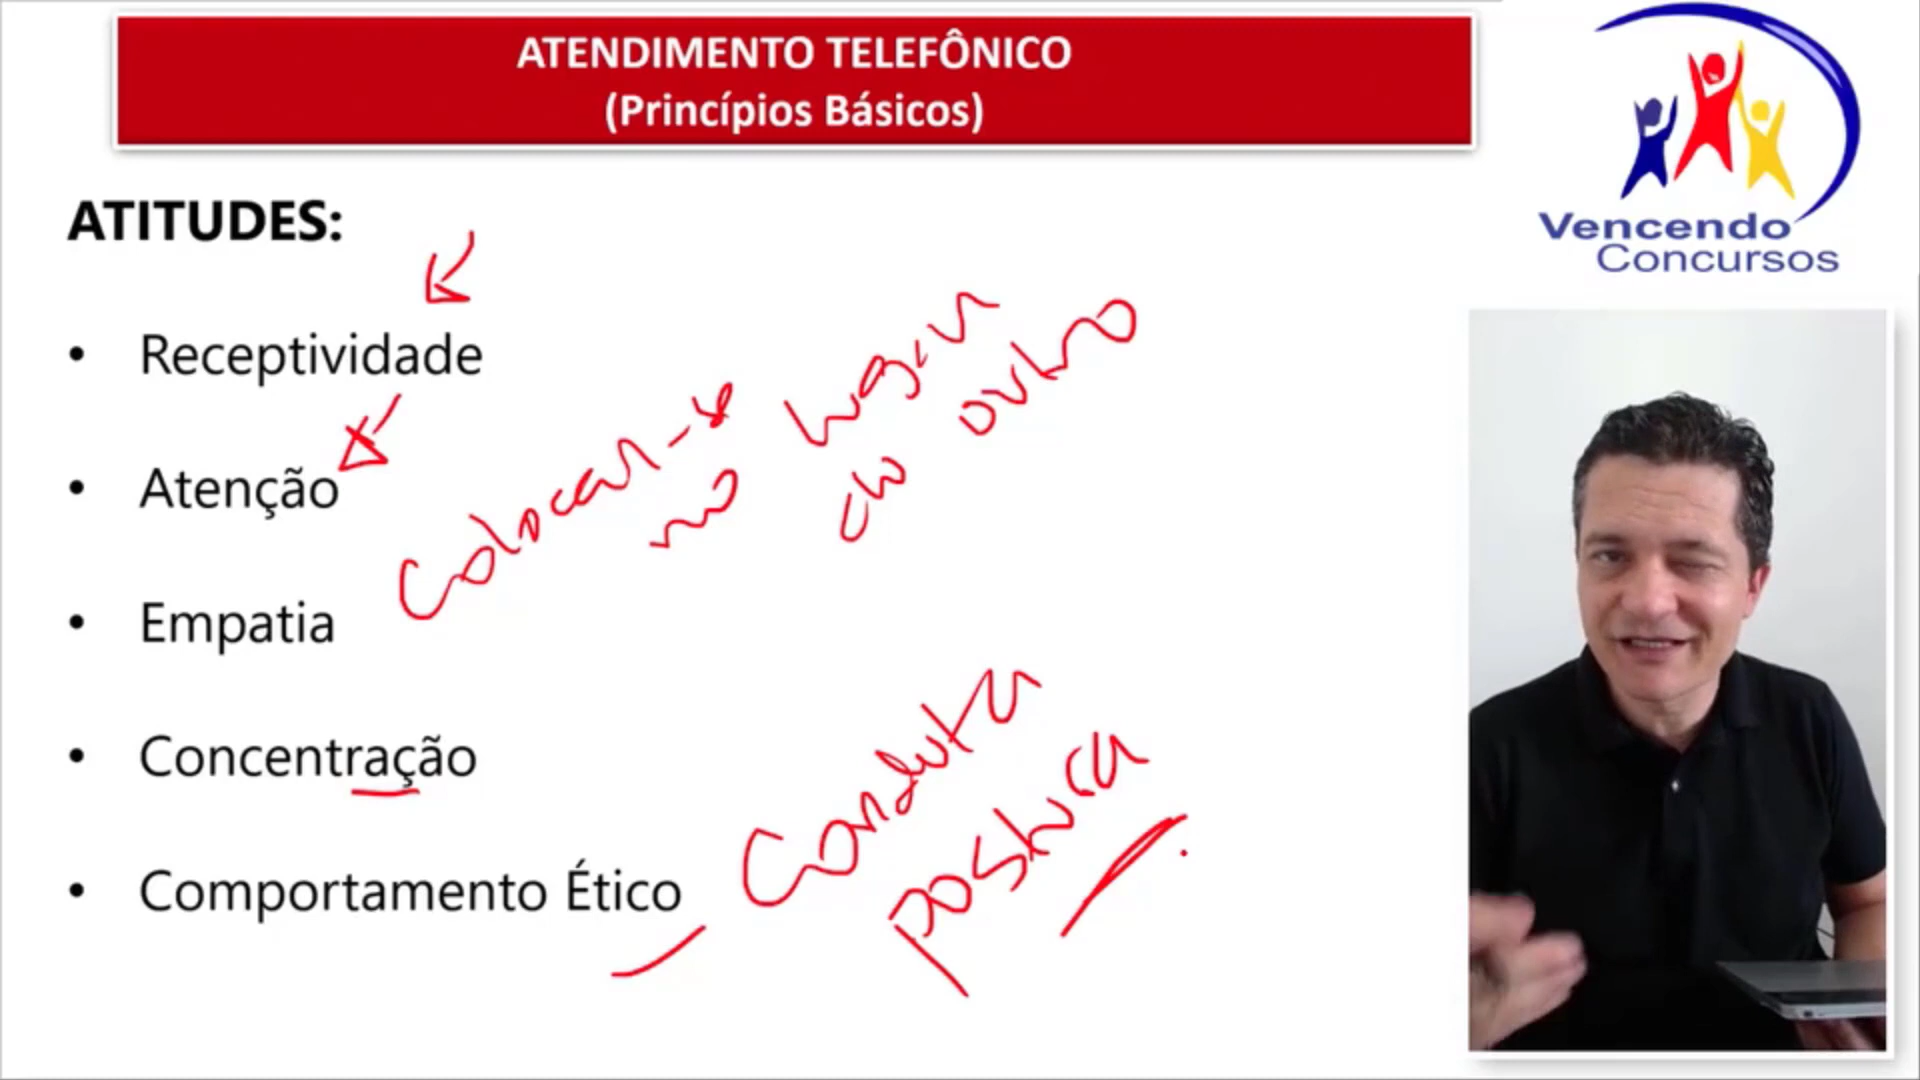 ATENDIMENTO TELEFÔNICO
(Princípios Básicos)
Vencendo
Concursos
ATITUDES:
• Receptividade
• Atenção
• Empatia
Colocar-se
no lugar
do outro
• Concentração
• Comportamento Ético
Conduta
postura